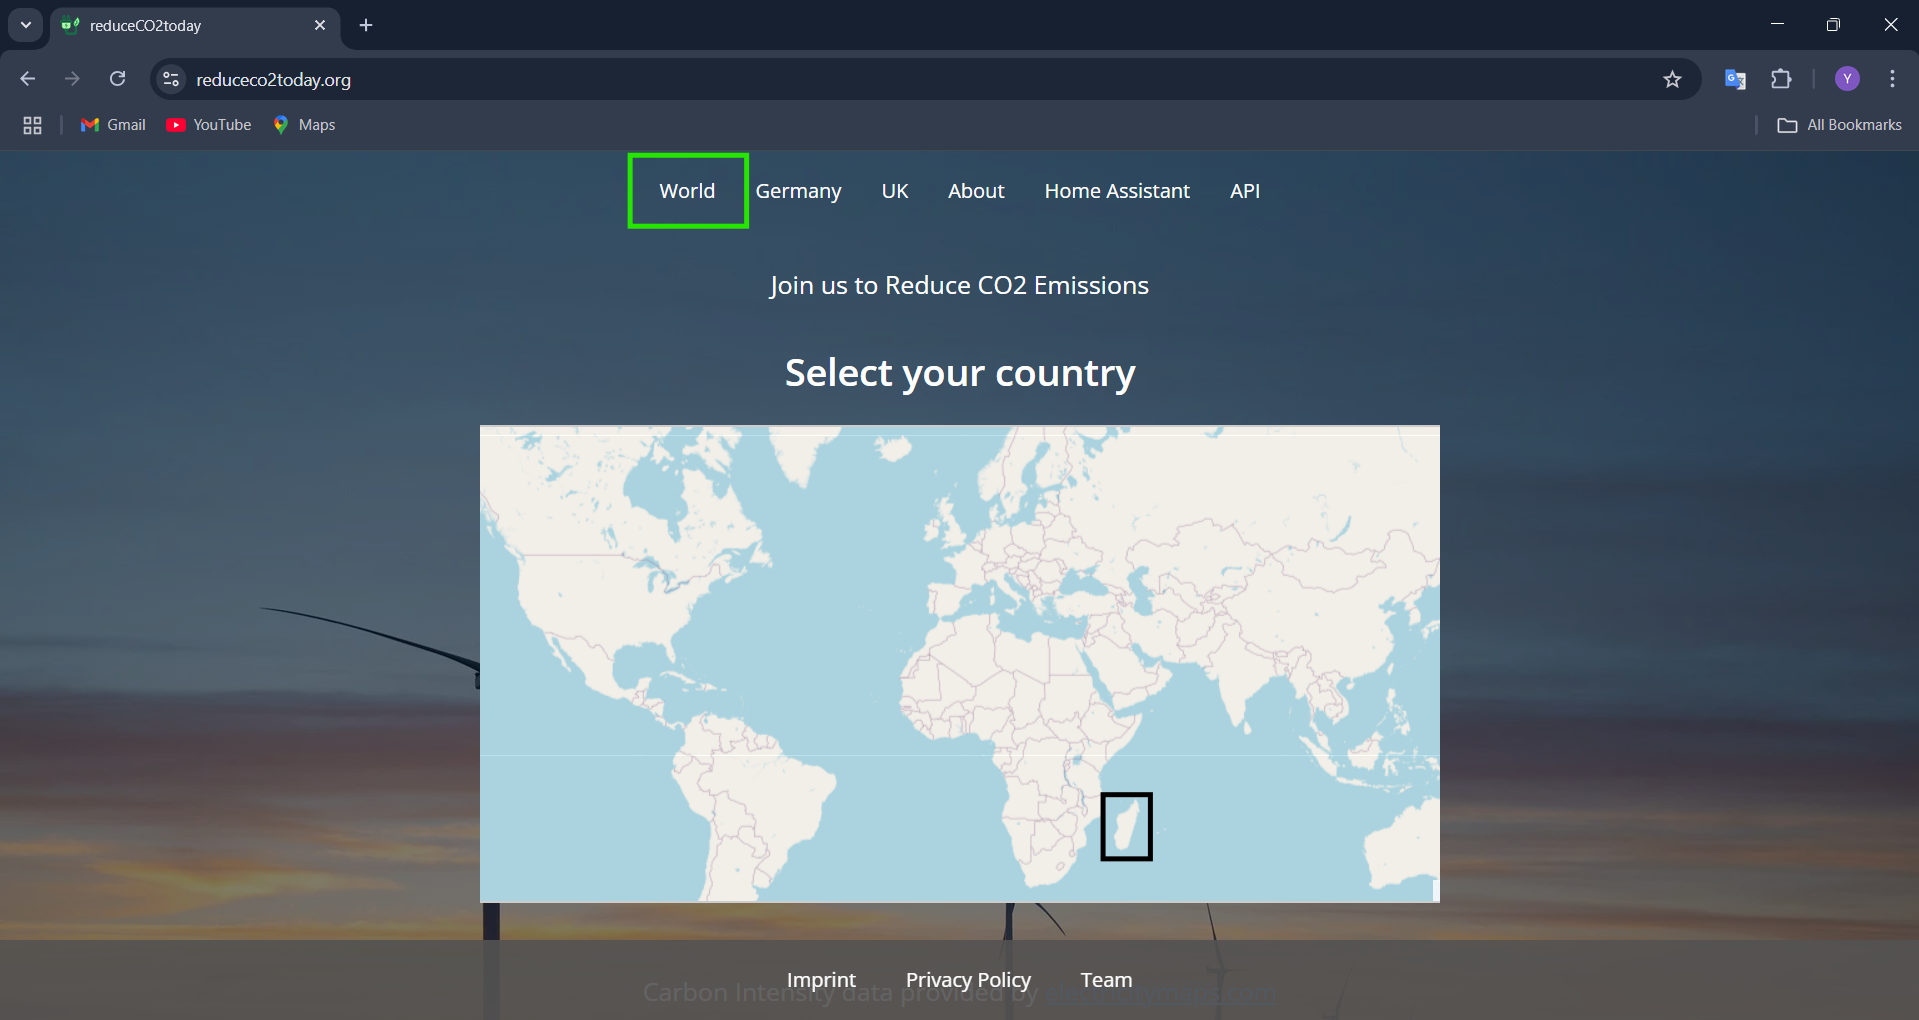 reduceCO2today
reduceco2today.org
Gmail YouTube Maps All Bookmarks
World Germany UK About Home Assistant API
Join us to Reduce CO2 Emissions
Select your country
Imprint Privacy Policy Team
Carbon Intensity data provided by
Y